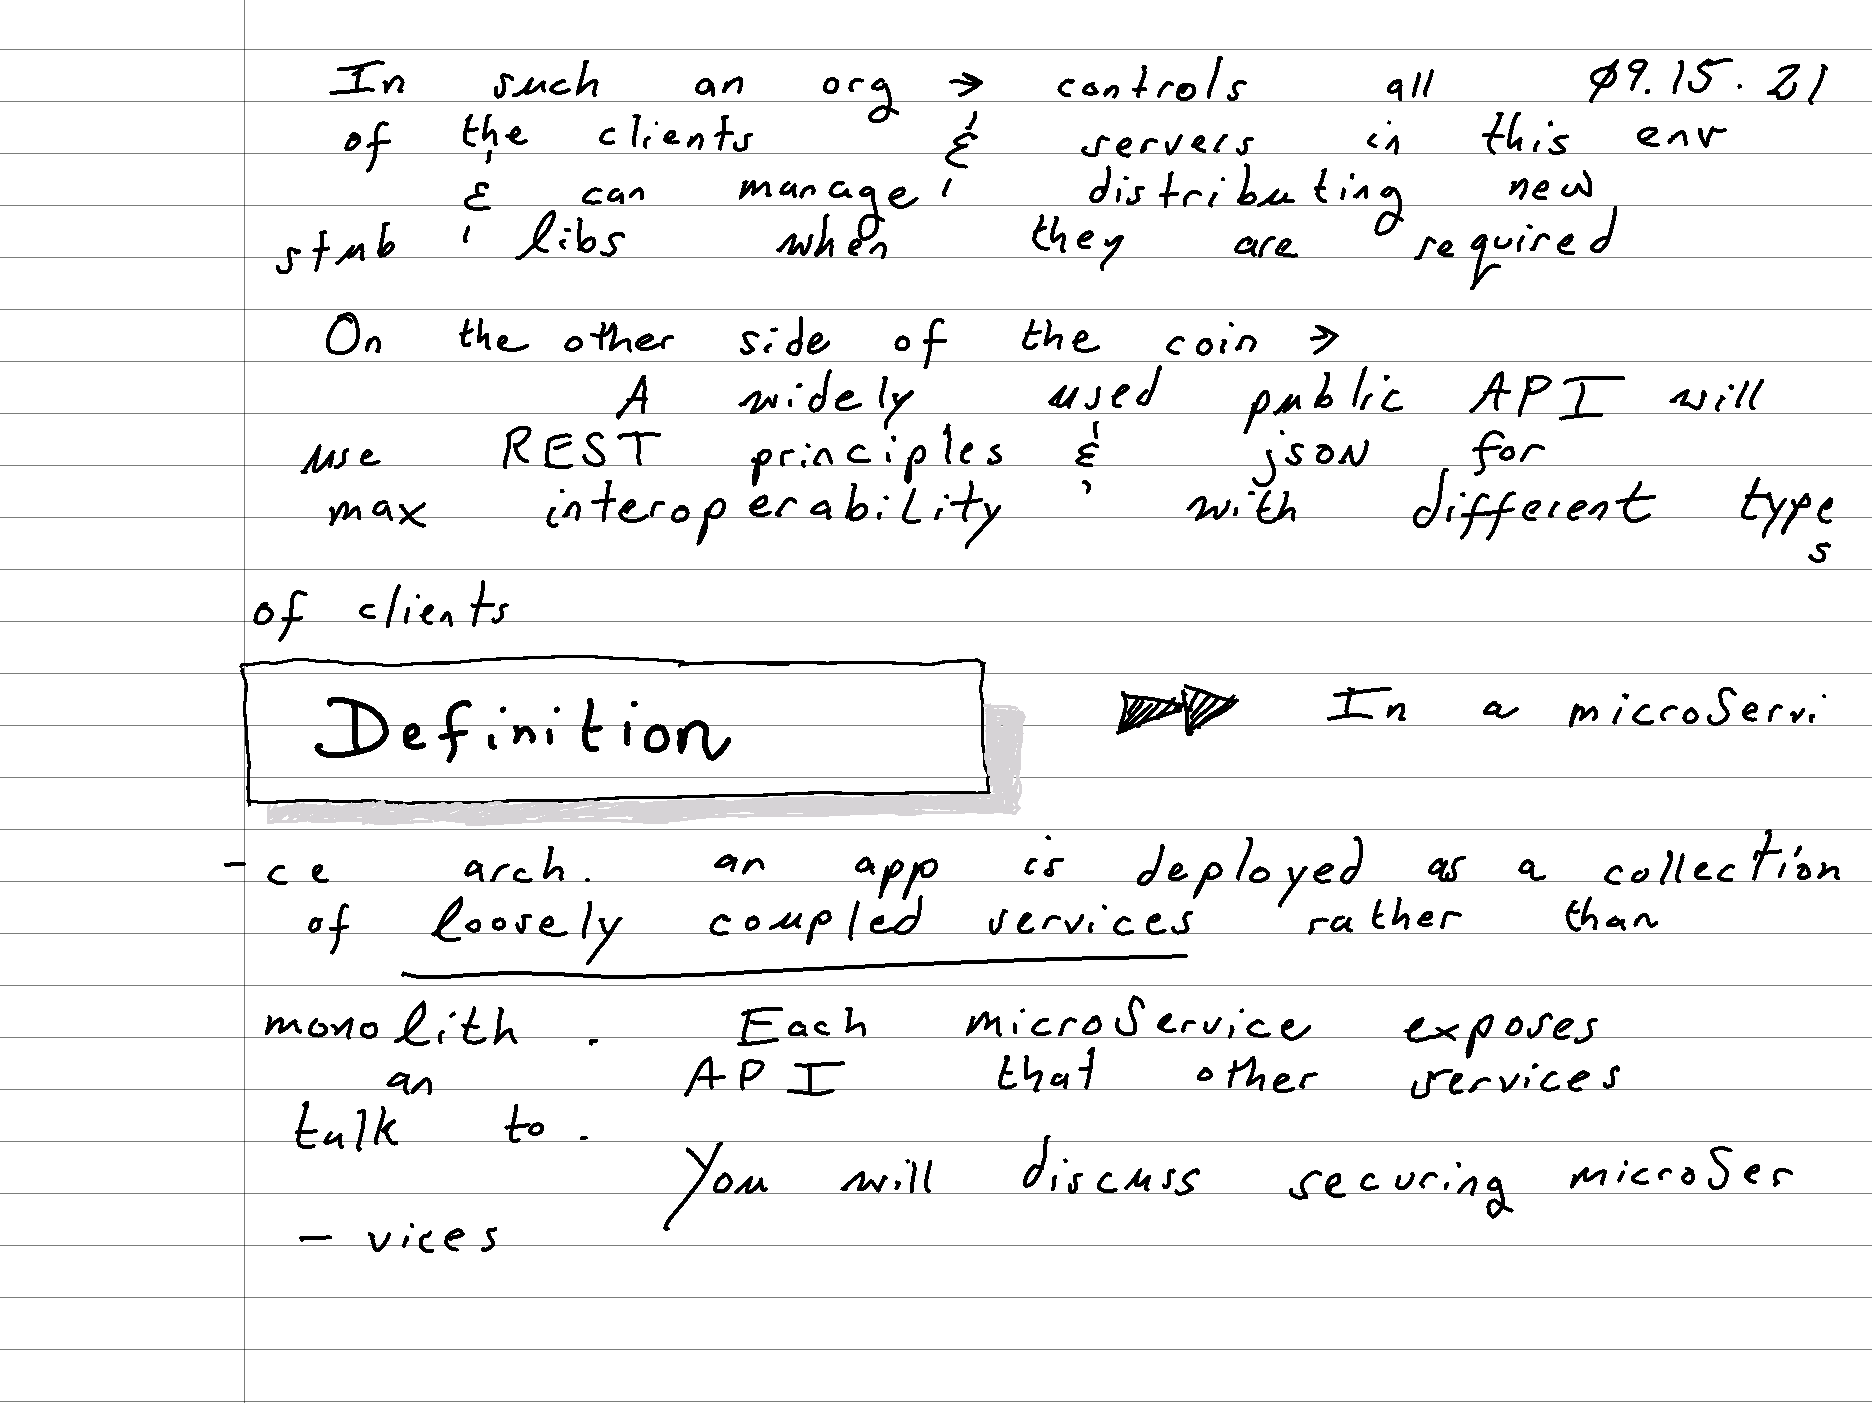 In such an org → controls all Ø9.15.21
of the clients & servers in this env
& can manage distributing new
stub libs when they are required
On the other side of the coin →
A widely used public API will
use REST principles & json for
max interoperability with different type
s
of clients
Definition In a microServi
-ce arch. an app is deployed as a collection
of loosely coupled services rather than
monolith. Each microService exposes
an API that other services
talk to.
You will discuss securing microSer
- vices